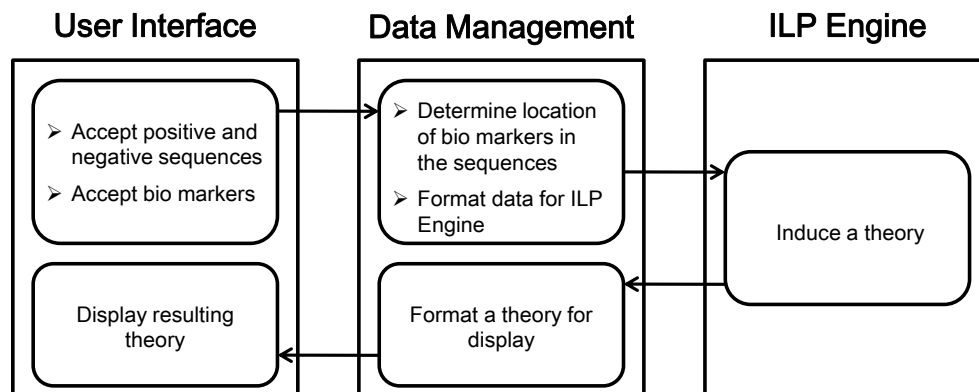 User Interface
Data Management
ILP Engine
➢ Accept positive and
negative sequences
➢ Accept bio markers
➢ Determine location
of bio markers in
the sequences
➢ Format data for ILP
Engine
Induce a theory
Display resulting
theory
Format a theory for
display